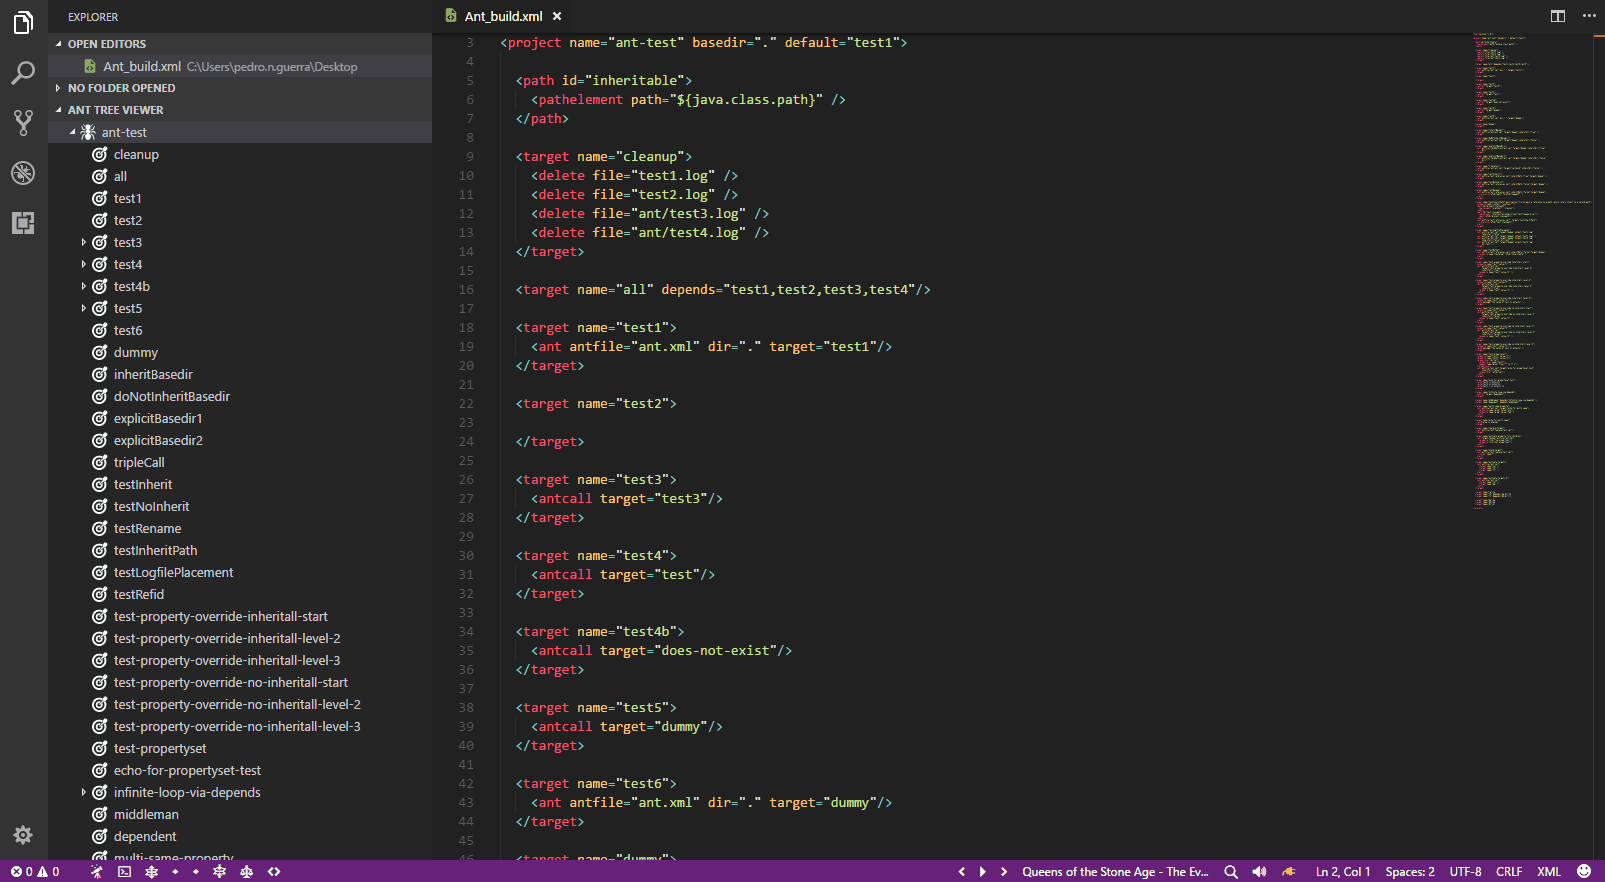 EXPLORER
OPEN EDITORS
Ant_build.xml C:\Users\pedro.n.guerra\Desktop
NO FOLDER OPENED
ANT TREE VIEWER
ant-test
cleanup
all
test1
test2
test3
test4
test4b
test5
test6
dummy
inheritBasedir
doNotInheritBasedir
explicitBasedir1
explicitBasedir2
tripleCall
testInherit
testNoInherit
testRename
testInheritPath
testLogfilePlacement
testRefid
test-property-override-inheritall-start
test-property-override-inheritall-level-2
test-property-override-inheritall-level-3
test-property-override-no-inheritall-start
test-property-override-no-inheritall-level-2
test-property-override-no-inheritall-level-3
test-propertyset
echo-for-propertyset-test
infinite-loop-via-depends
middleman
dependent
multi-same-property
Ant_build.xml
3 <project name="ant-test" basedir="." default="test1">
4
5 <path id="inheritable">
6 <pathelement path="${java.class.path}" />
7 </path>
8
9 <target name="cleanup">
10 <delete file="test1.log" />
11 <delete file="test2.log" />
12 <delete file="ant/test3.log" />
13 <delete file="ant/test4.log" />
14 </target>
15
16 <target name="all" depends="test1,test2,test3,test4"/>
17
18 <target name="test1">
19 <ant antfile="ant.xml" dir="." target="test1"/>
20 </target>
21
22 <target name="test2">
23
24 </target>
25
26 <target name="test3">
27 <antcall target="test3"/>
28 </target>
29
30 <target name="test4">
31 <antcall target="test"/>
32 </target>
33
34 <target name="test4b">
35 <antcall target="does-not-exist"/>
36 </target>
37
38 <target name="test5">
39 <antcall target="dummy"/>
40 </target>
41
42 <target name="test6">
43 <ant antfile="ant.xml" dir="." target="dummy"/>
44 </target>
45
46 <target name="dummy">
0 0
Queens of the Stone Age - The Ev... Ln 2, Col 1 Spaces: 2 UTF-8 CRLF XML